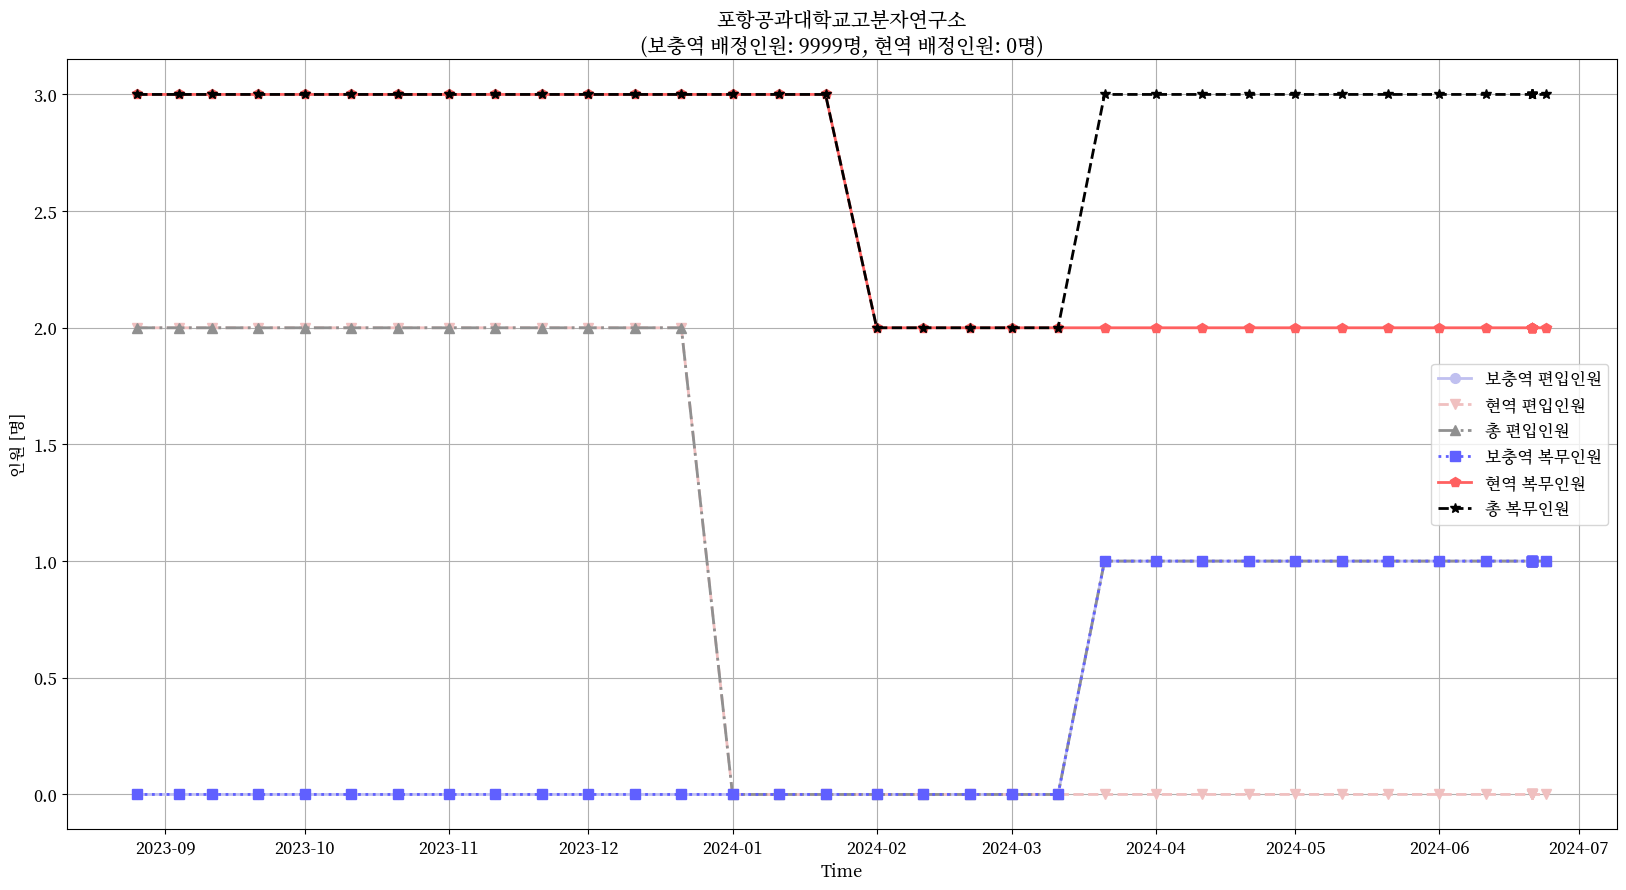 포항공과대학교고분자연구소
(보충역 배정인원: 9999명, 현역 배정인원: 0명)
3.0
2.5
2.0
1.5
1.0
0.5
0.0
인원 [명]
보충역 편입인원
현역 편입인원
총 편입인원
보충역 복무인원
현역 복무인원
총 복무인원
2023-09
2023-10
2023-11
2023-12
2024-01
2024-02
2024-03
2024-04
2024-05
2024-06
2024-07
Time